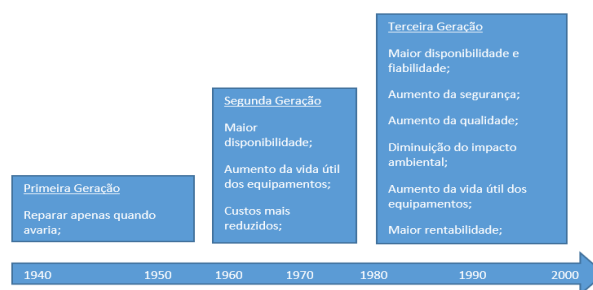 Primeira Geração
Reparar apenas quando
avaria;
Segunda Geração
Maior
disponibilidade;
Aumento da vida útil
dos equipamentos;
Custos mais
reduzidos;
Terceira Geração
Maior disponibilidade e
fiabilidade;
Aumento da segurança;
Aumento da qualidade;
Diminuição do impacto
ambiental;
Aumento da vida útil dos
equipamentos;
Maior rentabilidade;
1940 1950 1960 1970 1980 1990 2000